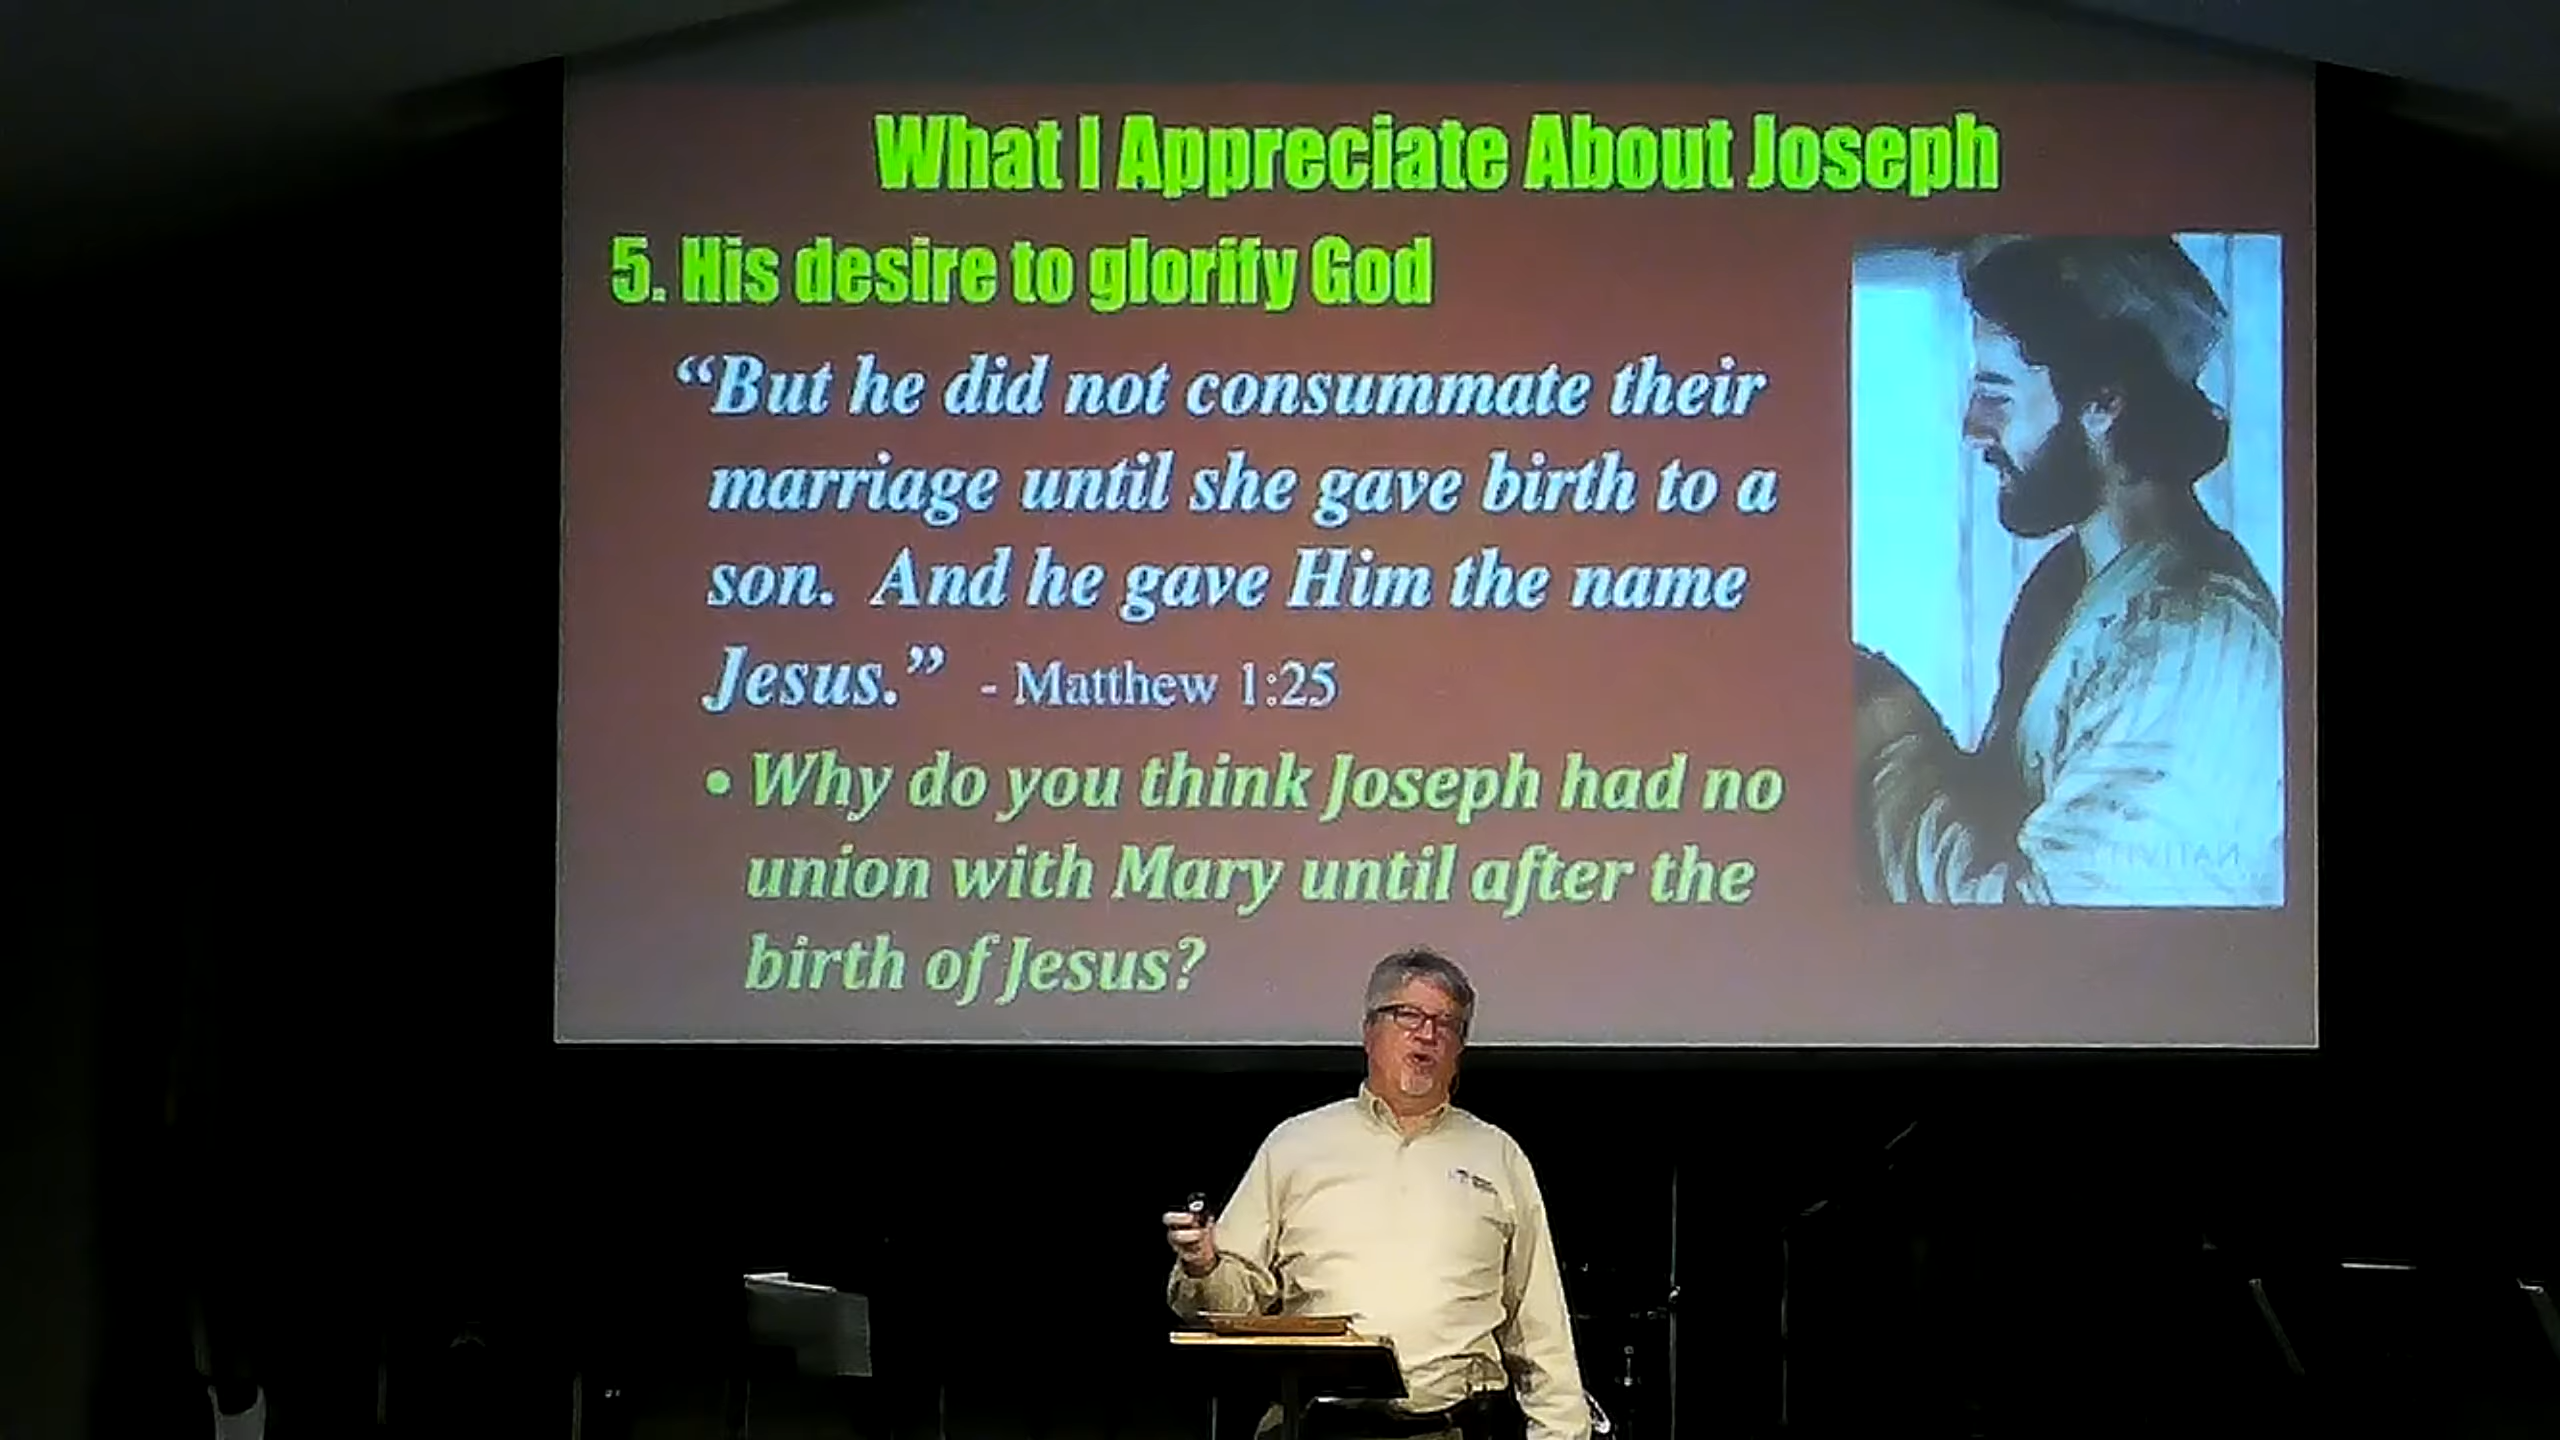 What I Appreciate About Joseph
5. His desire to glorify God
“But he did not consummate their
marriage until she gave birth to a
son. And he gave Him the name
Jesus.” - Matthew 1:25
• Why do you think Joseph had no
union with Mary until after the
birth of Jesus?